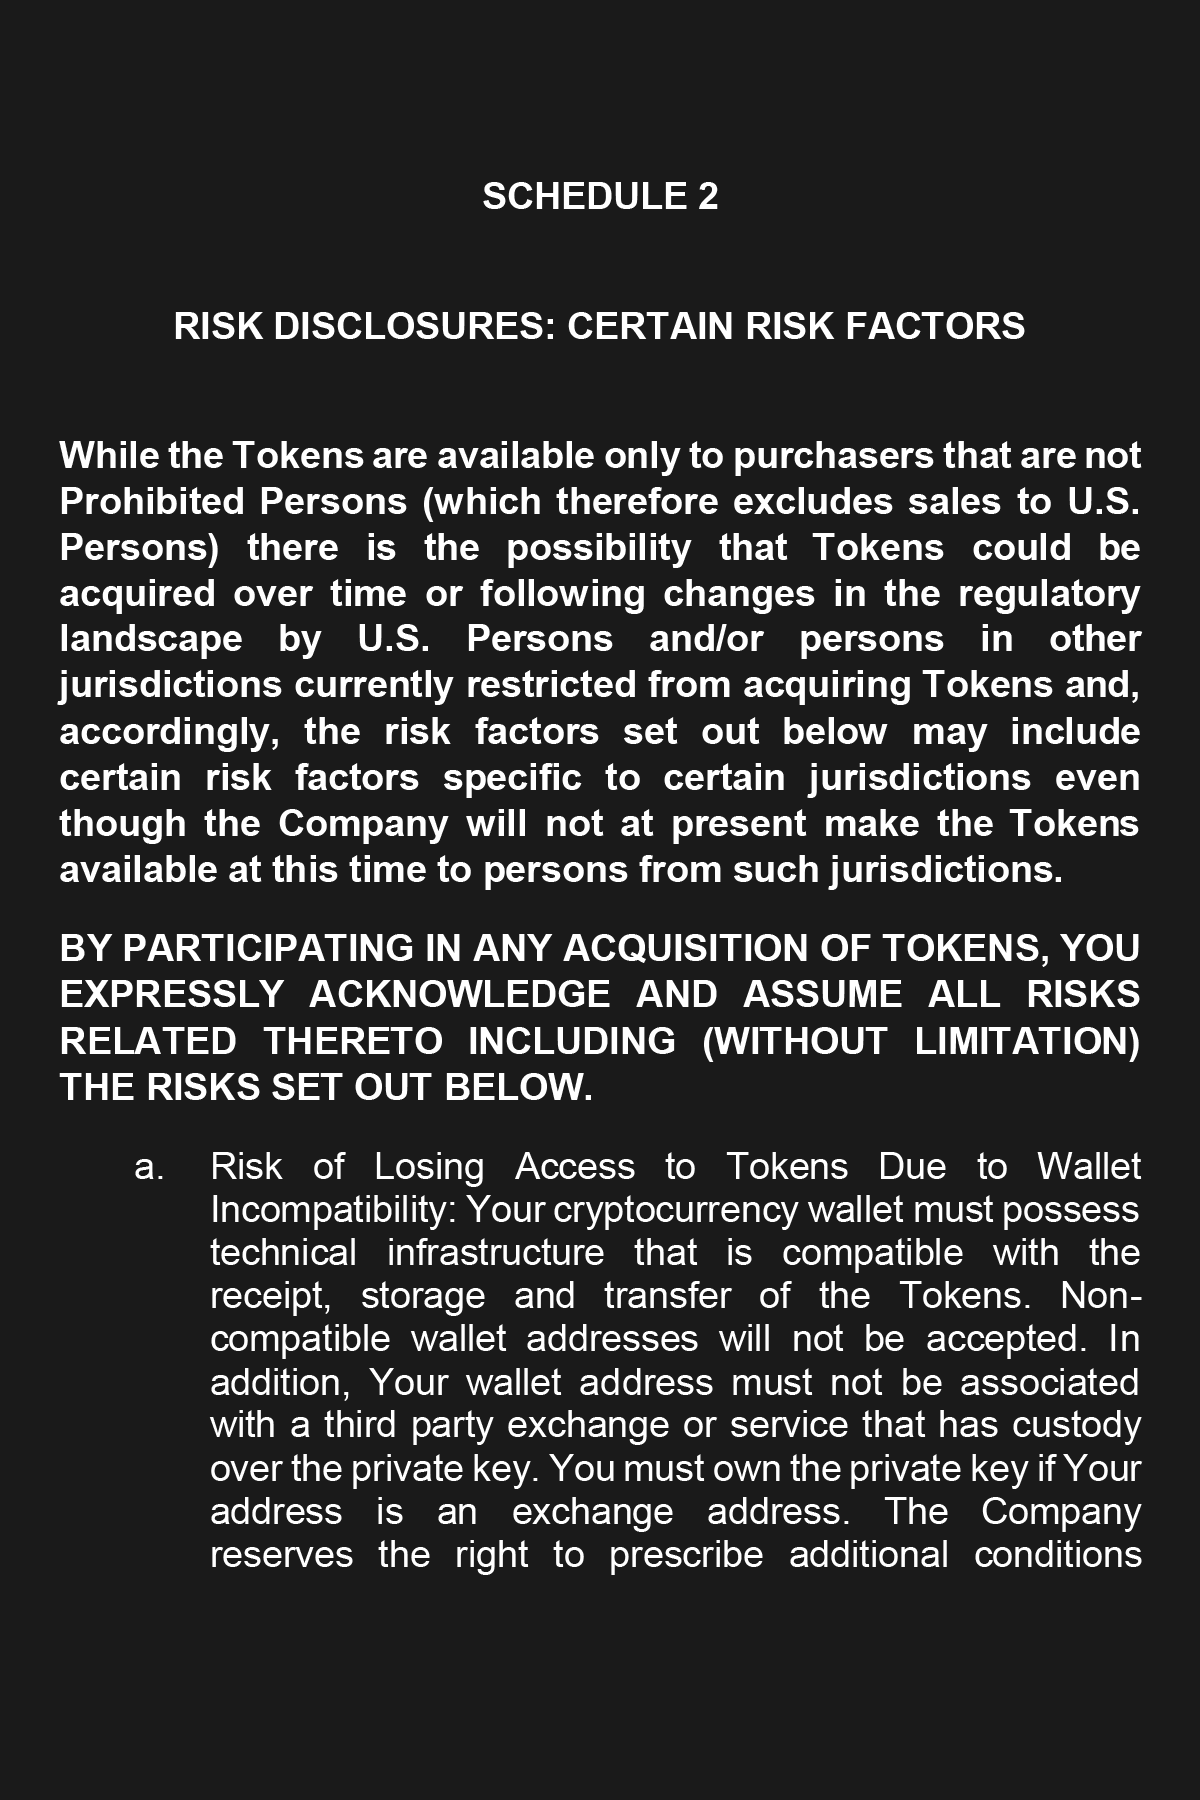 SCHEDULE 2
RISK DISCLOSURES: CERTAIN RISK FACTORS
While the Tokens are available only to purchasers that are not
Prohibited Persons (which therefore excludes sales to U.S.
Persons) there is the possibility that Tokens could be
acquired over time or following changes in the regulatory
landscape by U.S. Persons and/or persons in other
jurisdictions currently restricted from acquiring Tokens and,
accordingly, the risk factors set out below may include
certain risk factors specific to certain jurisdictions even
though the Company will not at present make the Tokens
available at this time to persons from such jurisdictions.
BY PARTICIPATING IN ANY ACQUISITION OF TOKENS, YOU
EXPRESSLY ACKNOWLEDGE AND ASSUME ALL RISKS
RELATED THERETO INCLUDING (WITHOUT LIMITATION)
THE RISKS SET OUT BELOW.
a. Risk of Losing Access to Tokens Due to Wallet
Incompatibility: Your cryptocurrency wallet must possess
technical infrastructure that is compatible with the
receipt, storage and transfer of the Tokens. Non-
compatible wallet addresses will not be accepted. In
addition, Your wallet address must not be associated
with a third party exchange or service that has custody
over the private key. You must own the private key if Your
address is an exchange address. The Company
reserves the right to prescribe additional conditions